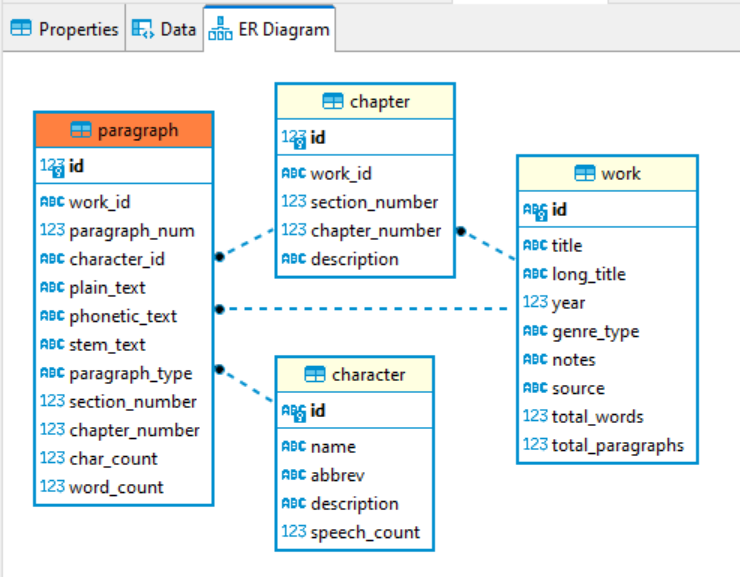 Properties
Data
ER Diagram
paragraph
123 id
ABC work_id
123 paragraph_num
ABC character_id
ABC plain_text
ABC phonetic_text
ABC stem_text
ABC paragraph_type
123 section_number
123 chapter_number
123 char_count
123 word_count
chapter
123 id
ABC work_id
123 section_number
123 chapter_number
ABC description
character
ABC id
ABC name
ABC abbrev
ABC description
123 speech_count
work
ABC id
ABC title
ABC long_title
123 year
ABC genre_type
ABC notes
ABC source
123 total_words
123 total_paragraphs